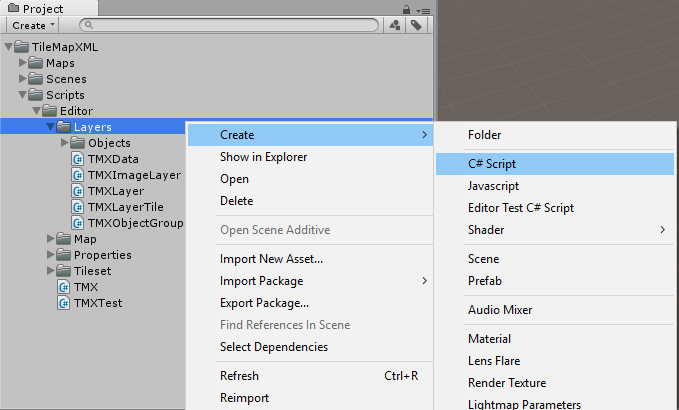 Project
Create
TileMapXML
Maps
Scenes
Scripts
Editor
Layers
Objects
TMXData
TMXImageLayer
TMXLayer
TMXLayerTile
TMXObjectGroup
Map
Properties
Tileset
TMX
TMXTest
Create
Show in Explorer
Open
Delete
Open Scene Additive
Import New Asset...
Import Package
Export Package...
Find References In Scene
Select Dependencies
Refresh Ctrl+R
Reimport
Folder
C# Script
Javascript
Editor Test C# Script
Shader
Scene
Prefab
Audio Mixer
Material
Lens Flare
Render Texture
Lightmap Parameters